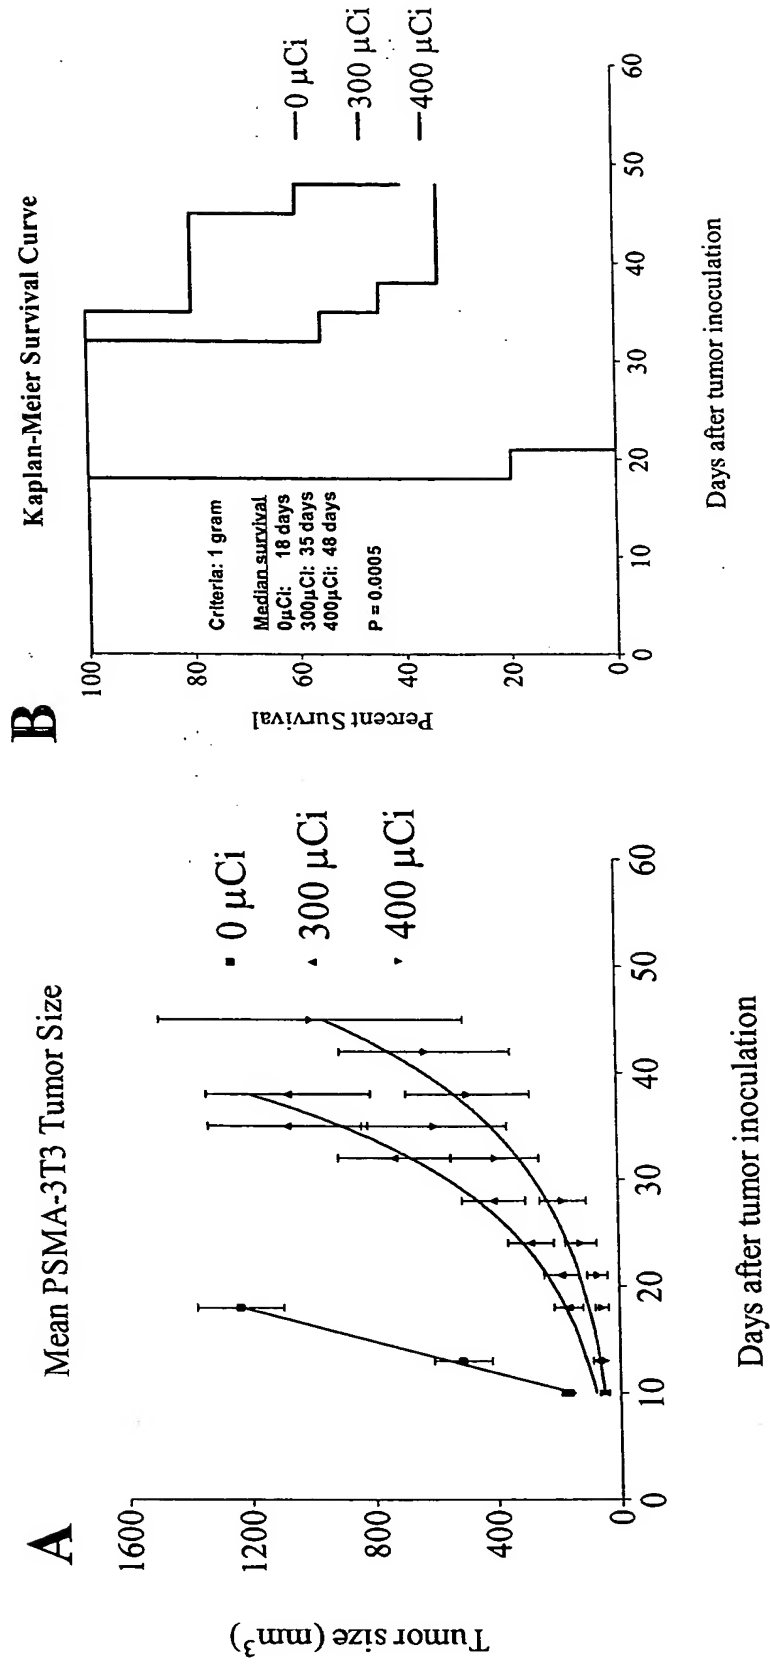 A
Mean PSMA-3T3 Tumor Size
Tumor size (mm³)
1600
1200
800
400
0
0 10 20 30 40 50 60
Days after tumor inoculation
0 µCi
300 µCi
400 µCi
B
Kaplan-Meier Survival Curve
Percent Survival
100
80
60
40
20
0
0 10 20 30 40 50 60
Days after tumor inoculation
Criteria: 1 gram
Median survival
0µCi: 18 days
300µCi: 35 days
400µCi: 48 days
P = 0.0005
0 µCi
300 µCi
400 µCi